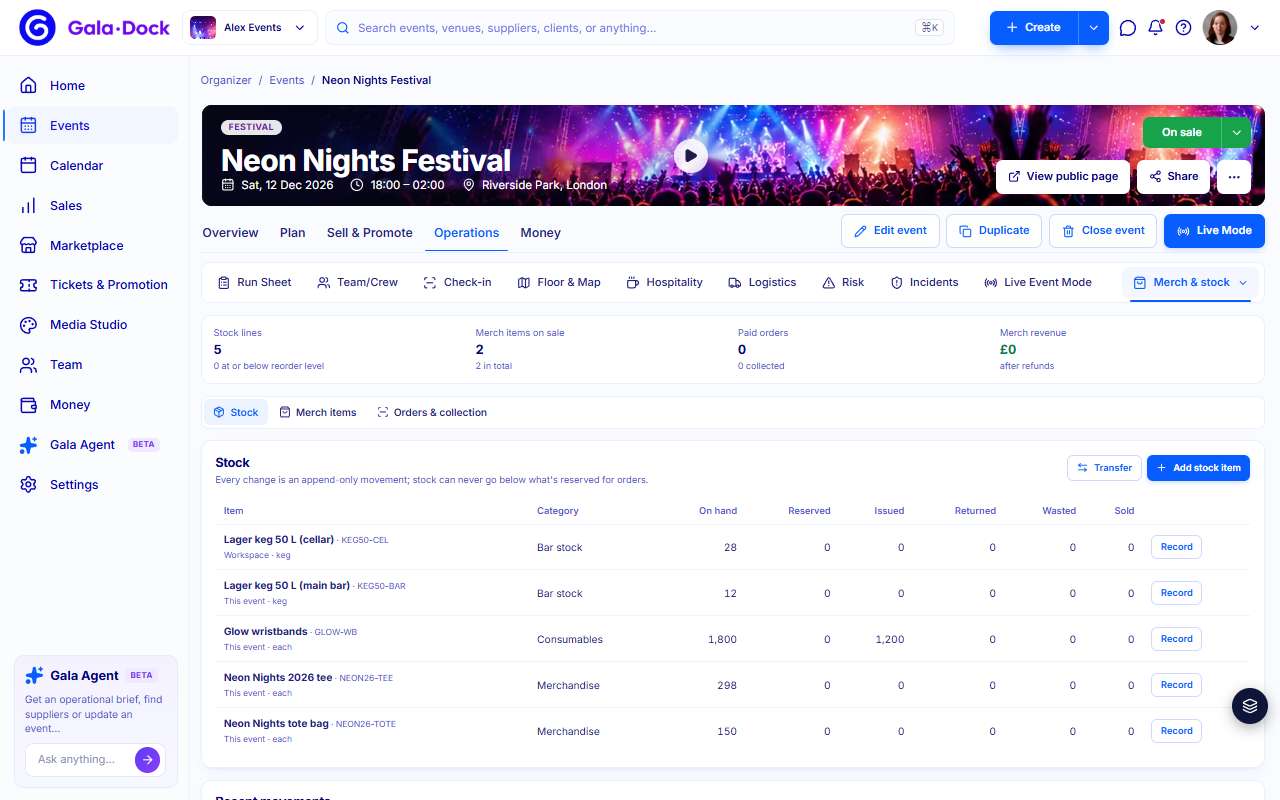 Gala·Dock
Alex Events
Search events, venues, suppliers, clients, or anything...
⌘K
+ Create
Home
Events
Calendar
Sales
Marketplace
Tickets & Promotion
Media Studio
Team
Money
Gala Agent BETA
Settings
Gala Agent BETA
Get an operational brief, find
suppliers or update an
event...
Ask anything...
Organizer / Events / Neon Nights Festival
FESTIVAL
Neon Nights Festival
Sat, 12 Dec 2026 18:00 – 02:00 Riverside Park, London
On sale
View public page Share ...
Overview Plan Sell & Promote Operations Money
Edit event Duplicate Close event Live Mode
Run Sheet Team/Crew Check-in Floor & Map Hospitality Logistics Risk Incidents Live Event Mode Merch & stock
Stock lines Merch items on sale Paid orders Merch revenue
5 2 0 £0
0 at or below reorder level 2 in total 0 collected after refunds
Stock Merch items Orders & collection
Stock
Every change is an append-only movement; stock can never go below what's reserved for orders.
Transfer + Add stock item
Item Category On hand Reserved Issued Returned Wasted Sold
Lager keg 50 L (cellar) · KEG50-CEL
Workspace · keg
Bar stock 28 0 0 0 0 0 Record
Lager keg 50 L (main bar) · KEG50-BAR
This event · keg
Bar stock 12 0 0 0 0 0 Record
Glow wristbands · GLOW-WB
This event · each
Consumables 1,800 0 1,200 0 0 0 Record
Neon Nights 2026 tee · NEON26-TEE
This event · each
Merchandise 298 0 0 0 0 0 Record
Neon Nights tote bag · NEON26-TOTE
This event · each
Merchandise 150 0 0 0 0 0 Record
Recent movements